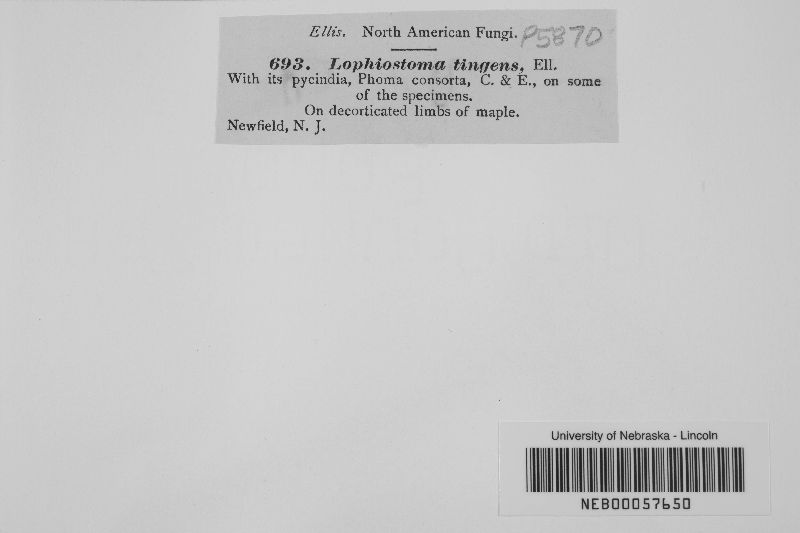 Ellis. North American Fungi. P5870
693. Lophiostoma tingens, Ell.
With its pycindia, Phoma consorta, C. & E., on some
of the specimens.
On decorticated limbs of maple.
Newfield, N. J.
University of Nebraska - Lincoln
NEB00057650